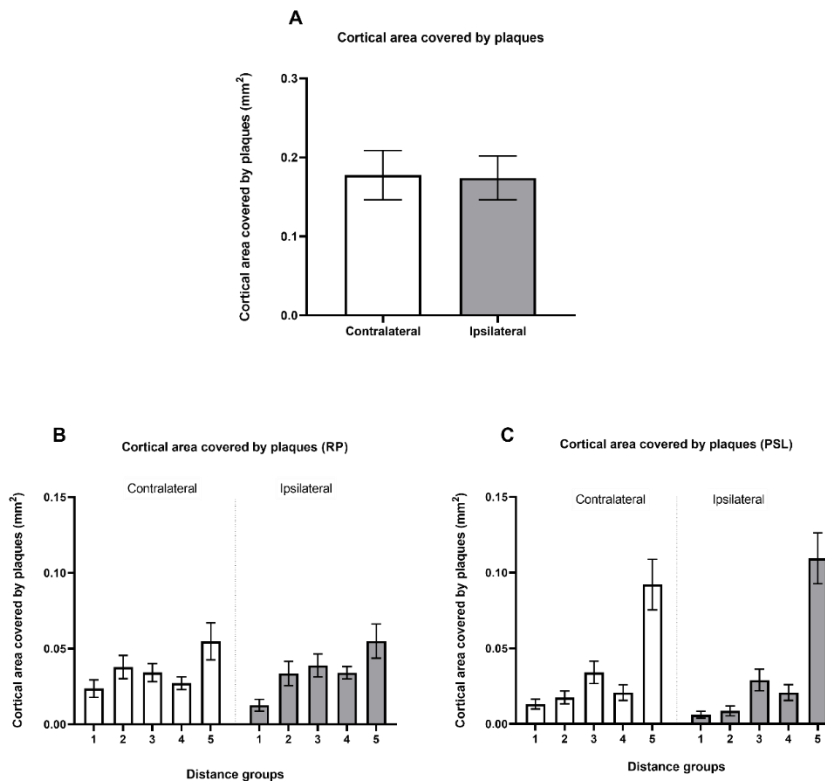 A
Cortical area covered by plaques
Cortical area covered by plaques (mm²)
0.3
0.2
0.1
0.0
Contralateral Ipsilateral
B
Cortical area covered by plaques (RP)
Contralateral Ipsilateral
Cortical area covered by plaques (mm²)
0.15
0.10
0.05
0.00
1 2 3 4 5 1 2 3 4 5
Distance groups
C
Cortical area covered by plaques (PSL)
Contralateral Ipsilateral
Cortical area covered by plaques (mm²)
0.15
0.10
0.05
0.00
1 2 3 4 5 1 2 3 4 5
Distance groups